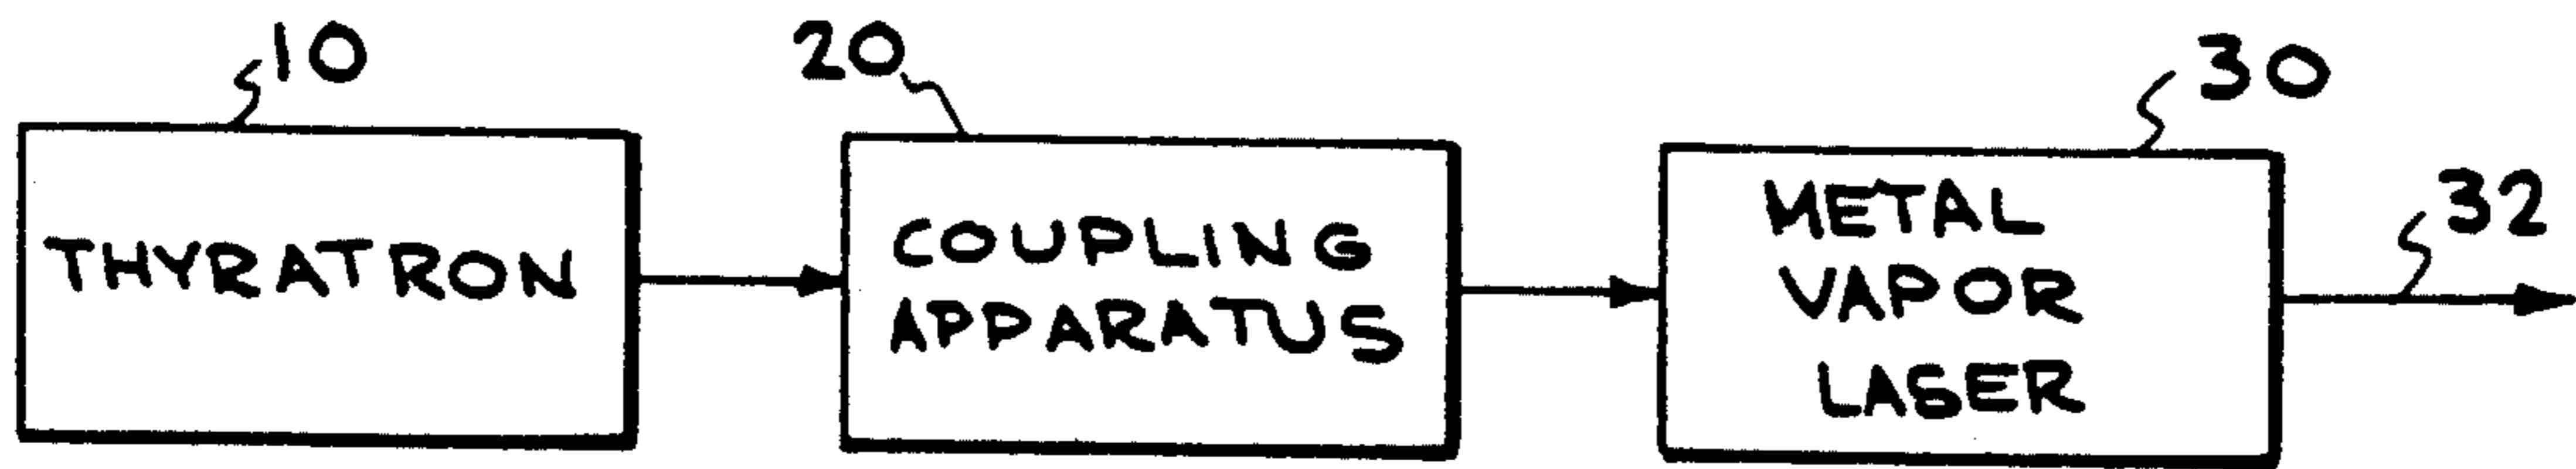 10
20
30
32
THYRATRON
COUPLING
APPARATUS
METAL
VAPOR
LASER